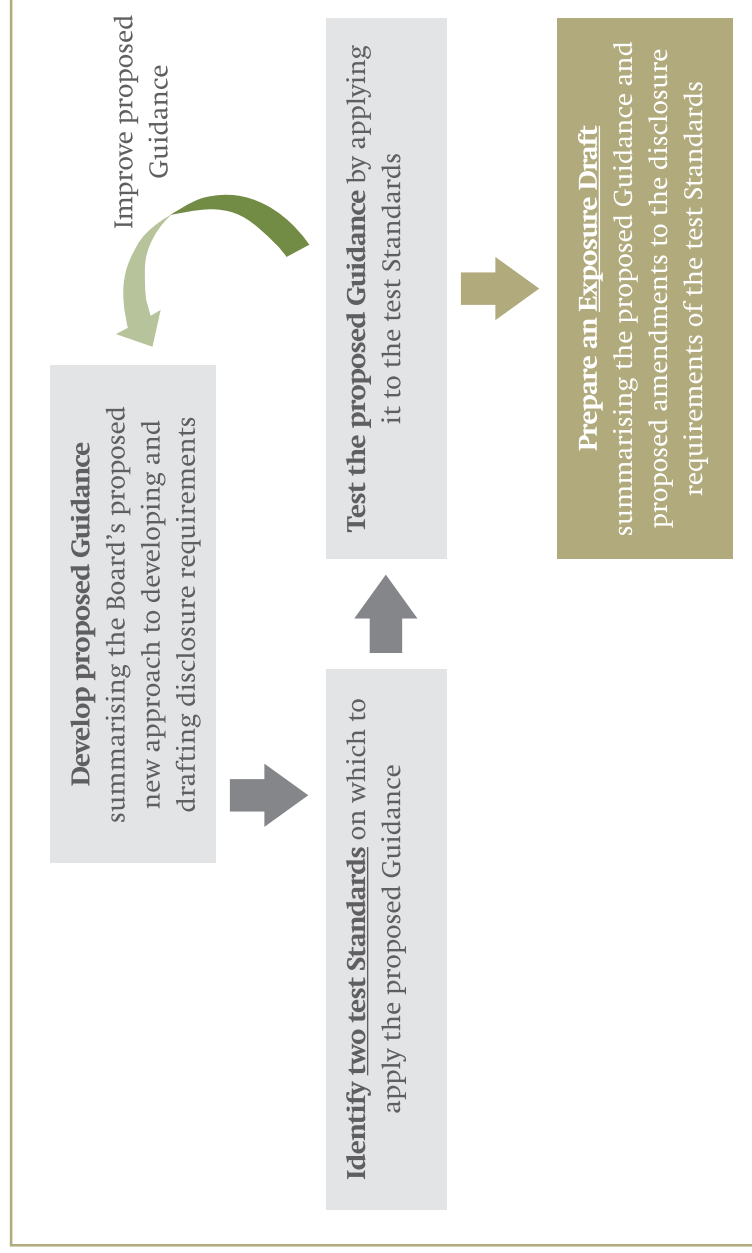 Develop proposed Guidance
summarising the Board's proposed
new approach to developing and
drafting disclosure requirements
Improve proposed
Guidance
Identify two test Standards on which to
apply the proposed Guidance
Test the proposed Guidance by applying
it to the test Standards
Prepare an Exposure Draft
summarising the proposed Guidance and
proposed amendments to the disclosure
requirements of the test Standards